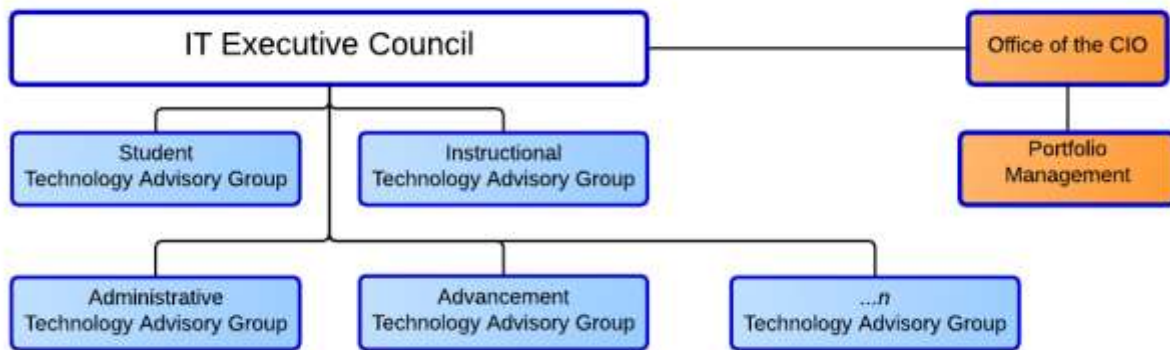 IT Executive Council
Office of the CIO
Student
Technology Advisory Group
Instructional
Technology Advisory Group
Portfolio
Management
Administrative
Technology Advisory Group
Advancement
Technology Advisory Group
...n
Technology Advisory Group